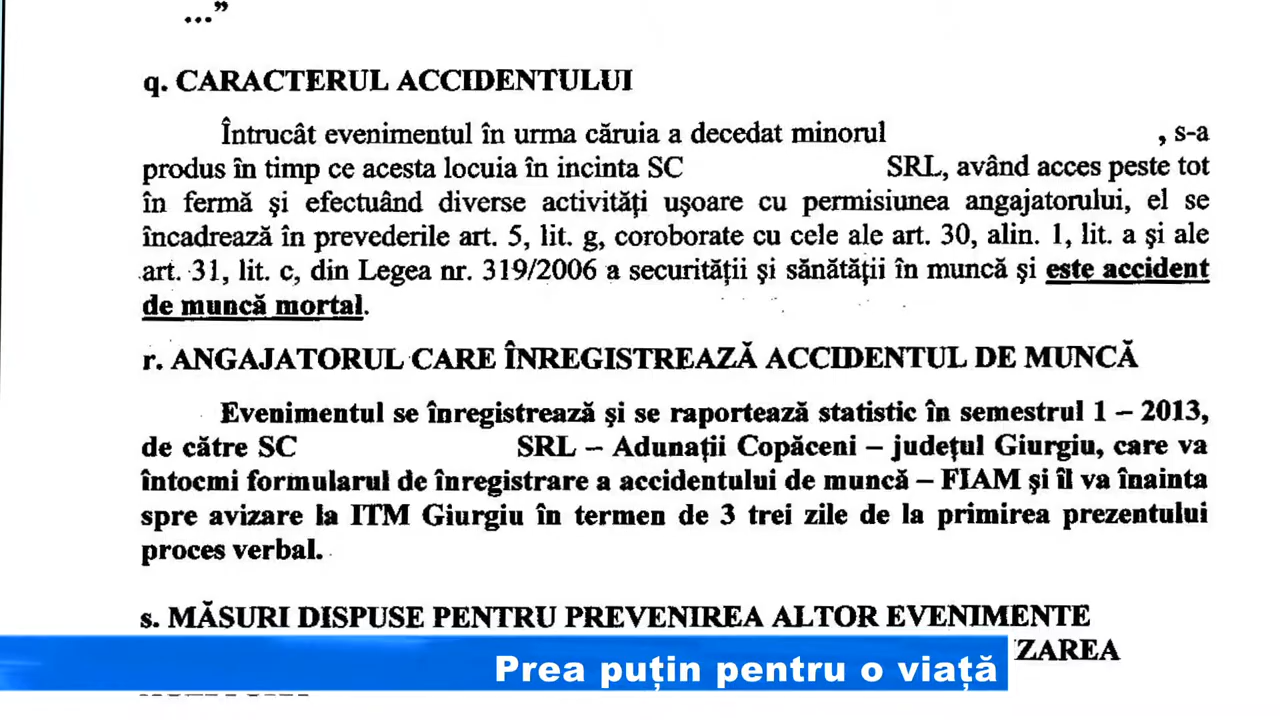 ...”
q. CARACTERUL ACCIDENTULUI
Întrucât evenimentul în urma căruia a decedat minorul , s-a
produs în timp ce acesta locuia în incinta SC SRL, având acces peste tot
în fermă şi efectuând diverse activităţi uşoare cu permisiunea angajatorului, el se
încadrează în prevederile art. 5, lit. g, coroborate cu cele ale art. 30, alin. 1, lit. a şi ale
art. 31, lit. c, din Legea nr. 319/2006 a securităţii şi sănătăţii în muncă şi este accident
de muncă mortal.
r. ANGAJATORUL CARE ÎNREGISTREAZĂ ACCIDENTUL DE MUNCĂ
Evenimentul se înregistrează şi se raportează statistic în semestrul 1 – 2013,
de către SC SRL – Adunaţii Copăceni – judeţul Giurgiu, care va
întocmi formularul de înregistrare a accidentului de muncă – FIAM şi îl va înainta
spre avizare la ITM Giurgiu în termen de 3 trei zile de la primirea prezentului
proces verbal.
s. MĂSURI DISPUSE PENTRU PREVENIREA ALTOR EVENIMENTE
Prea puțin pentru o viață